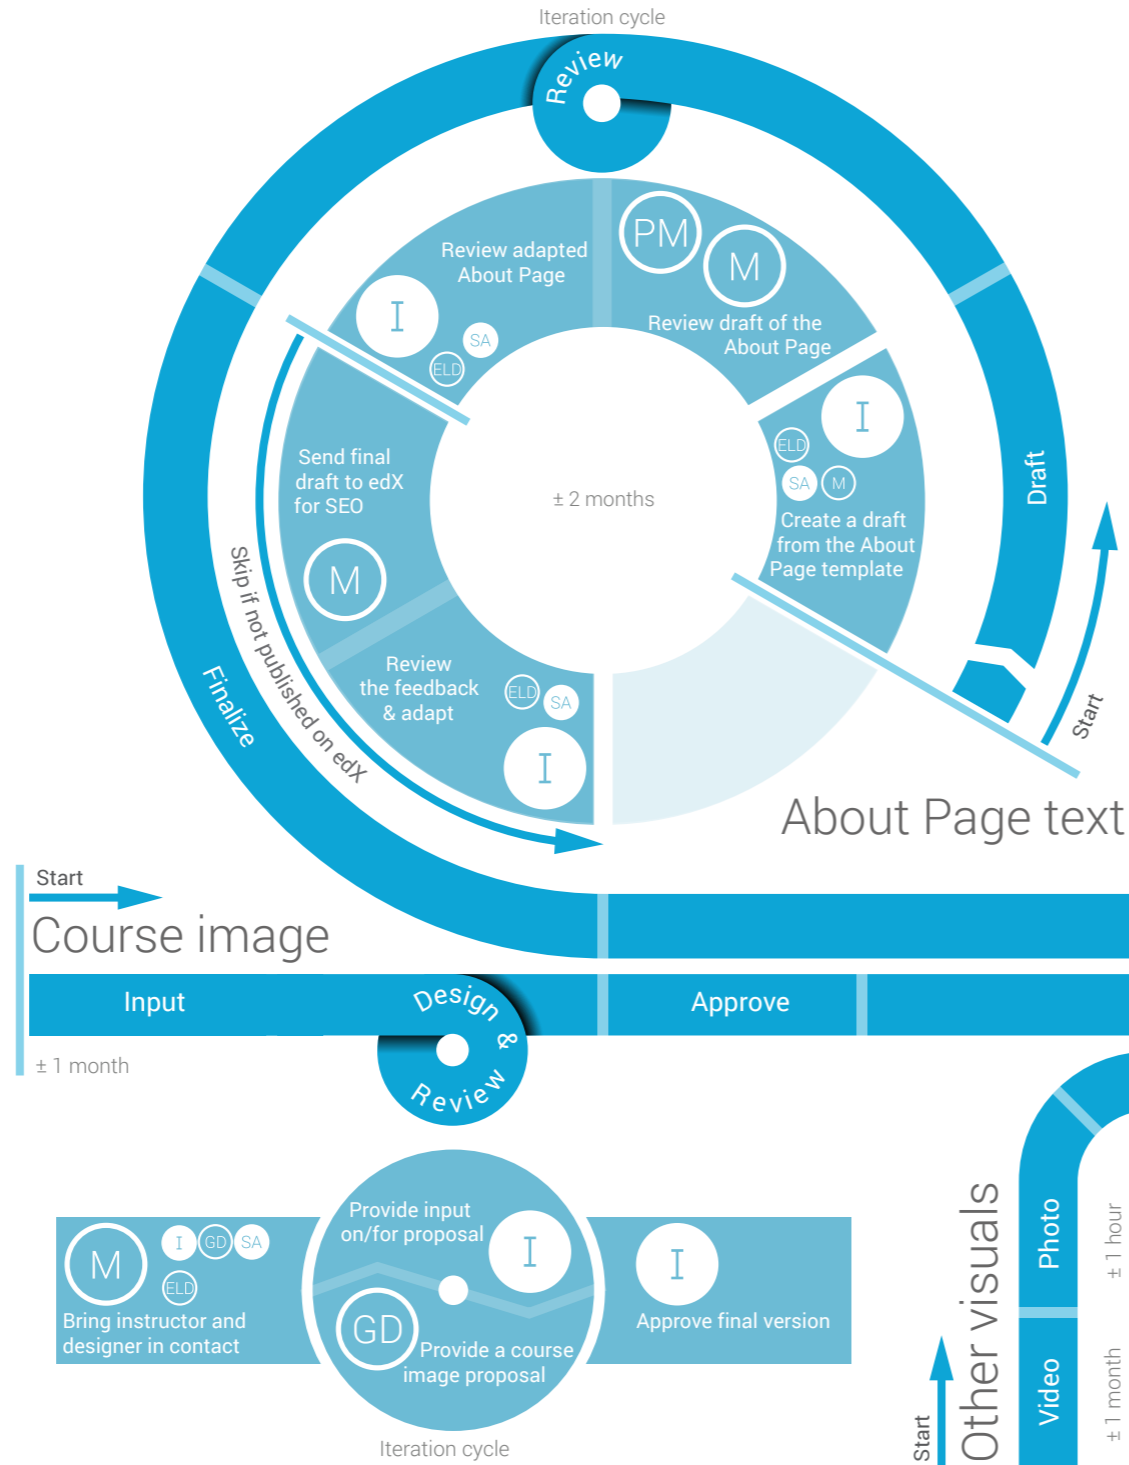 Iteration cycle
Review
PM
M
Review draft of the
About Page
Review adapted
About Page
I
SA
ELD
I
ELD
SA
M
Create a draft
from the About
Page template
Draft
Start
± 2 months
Send final
draft to edX
for SEO
M
Review
the feedback
& adapt
ELD
SA
I
Skip if not published on edX
Finalize
About Page text
Start
Course image
Input
Design &
Review
Approve
± 1 month
M
I
GD
SA
ELD
Bring instructor and
designer in contact
Provide input
on/for proposal
I
GD
Provide a course
image proposal
Iteration cycle
I
Approve final version
Start
Other visuals
Photo
± 1 hour
Video
± 1 month